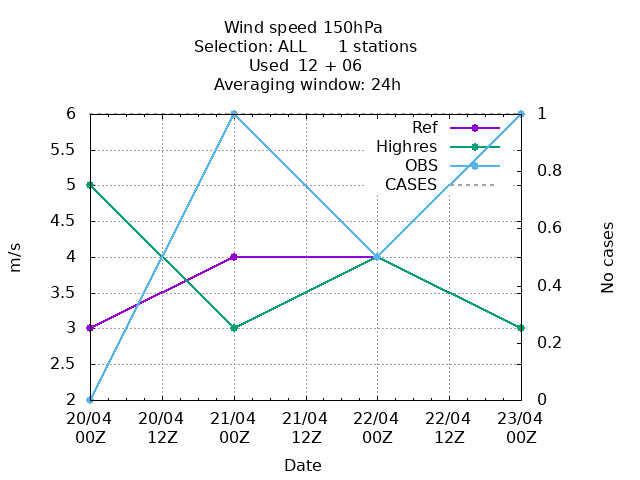 Wind speed 150hPa
Selection: ALL      1 stations
Used  12 + 06
Averaging window: 24h
Ref
Highres
OBS
CASES
6
5.5
5
4.5
4
3.5
3
2.5
2
m/s
1
0.8
0.6
0.4
0.2
0
No cases
20/04 20/04 21/04 21/04 22/04 22/04 23/04
00Z 12Z 00Z 12Z 00Z 12Z 00Z
Date